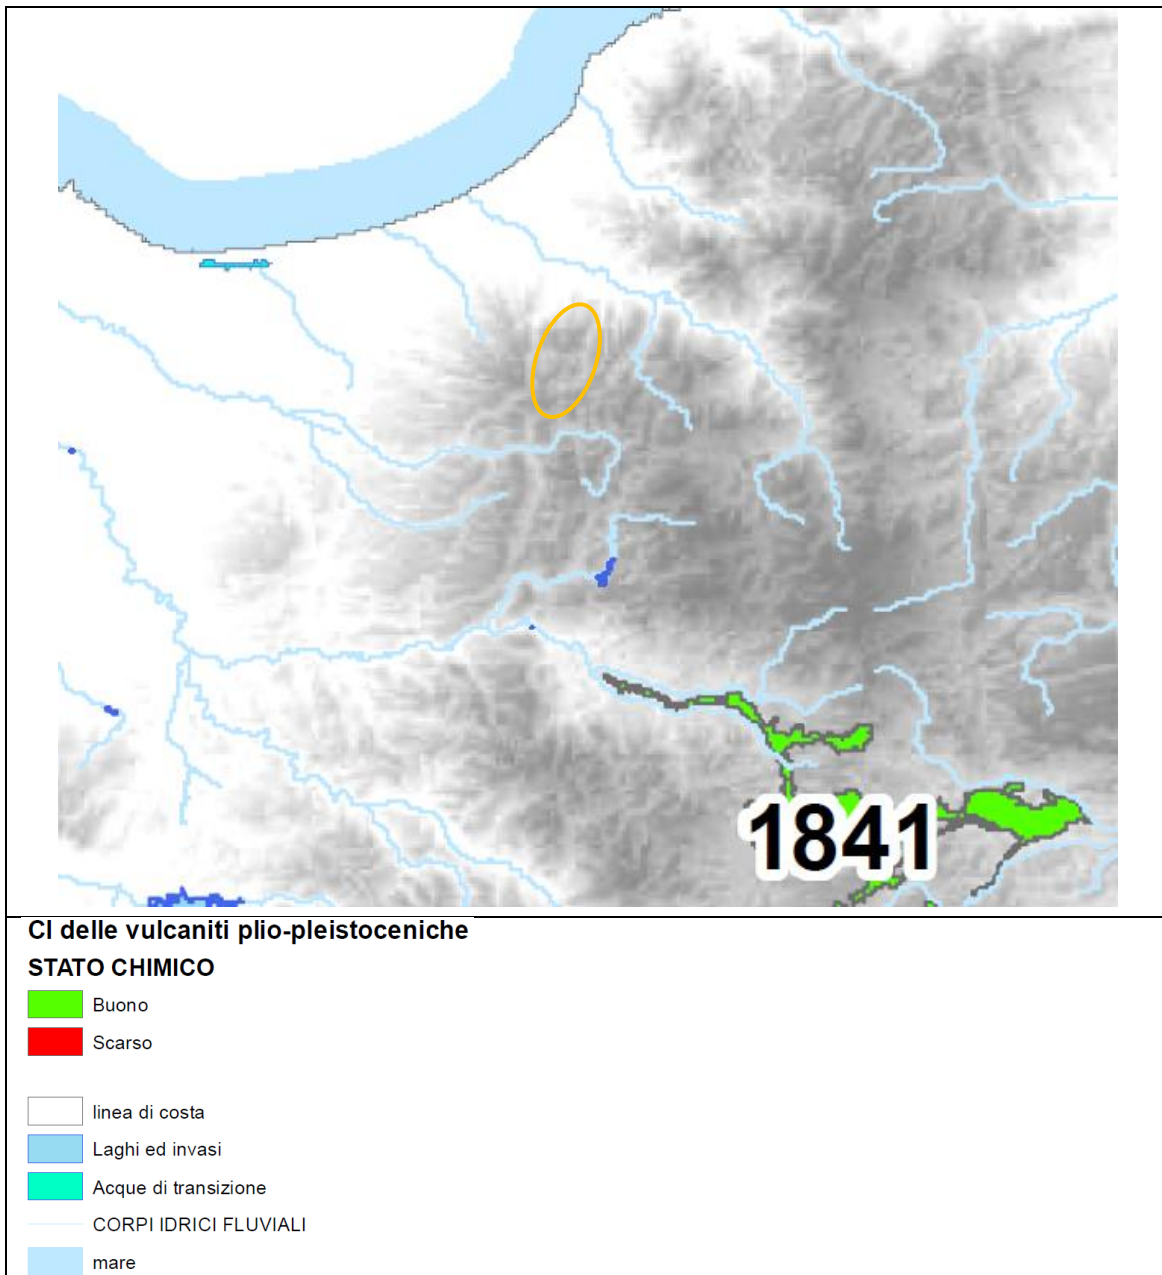 1841
CI delle vulcaniti plio-pleistoceniche
STATO CHIMICO
Buono
Scarso
linea di costa
Laghi ed invasi
Acque di transizione
CORPI IDRICI FLUVIALI
mare